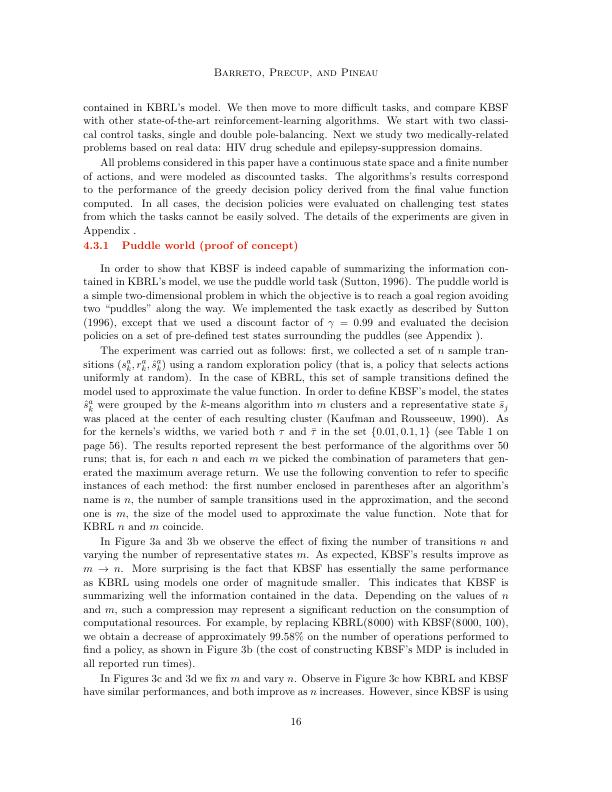 BARRETO, PRECUP, AND PINEAU
contained in KBRL's model. We then move to more difficult tasks, and compare KBSF
with other state-of-the-art reinforcement-learning algorithms. We start with two classi-
cal control tasks, single and double pole-balancing. Next we study two medically-related
problems based on real data: HIV drug schedule and epilepsy-suppression domains.
All problems considered in this paper have a continuous state space and a finite number
of actions, and were modeled as discounted tasks. The algorithms's results correspond
to the performance of the greedy decision policy derived from the final value function
computed. In all cases, the decision policies were evaluated on challenging test states
from which the tasks cannot be easily solved. The details of the experiments are given in
Appendix .
4.3.1 Puddle world (proof of concept)
In order to show that KBSF is indeed capable of summarizing the information con-
tained in KBRL's model, we use the puddle world task (Sutton, 1996). The puddle world is
a simple two-dimensional problem in which the objective is to reach a goal region avoiding
two “puddles” along the way. We implemented the task exactly as described by Sutton
(1996), except that we used a discount factor of γ = 0.99 and evaluated the decision
policies on a set of pre-defined test states surrounding the puddles (see Appendix ).
The experiment was carried out as follows: first, we collected a set of n sample tran-
sitions (s_k^a, r_k^a, ŝ_k^a) using a random exploration policy (that is, a policy that selects actions
uniformly at random). In the case of KBRL, this set of sample transitions defined the
model used to approximate the value function. In order to define KBSF's model, the states
ŝ_k^a were grouped by the k-means algorithm into m clusters and a representative state s̄_j
was placed at the center of each resulting cluster (Kaufman and Rousseeuw, 1990). As
for the kernels's widths, we varied both τ and τ̄ in the set {0.01, 0.1, 1} (see Table 1 on
page 56). The results reported represent the best performance of the algorithms over 50
runs; that is, for each n and each m we picked the combination of parameters that gen-
erated the maximum average return. We use the following convention to refer to specific
instances of each method: the first number enclosed in parentheses after an algorithm's
name is n, the number of sample transitions used in the approximation, and the second
one is m, the size of the model used to approximate the value function. Note that for
KBRL n and m coincide.
In Figure 3a and 3b we observe the effect of fixing the number of transitions n and
varying the number of representative states m. As expected, KBSF's results improve as
m → n. More surprising is the fact that KBSF has essentially the same performance
as KBRL using models one order of magnitude smaller. This indicates that KBSF is
summarizing well the information contained in the data. Depending on the values of n
and m, such a compression may represent a significant reduction on the consumption of
computational resources. For example, by replacing KBRL(8000) with KBSF(8000, 100),
we obtain a decrease of approximately 99.58% on the number of operations performed to
find a policy, as shown in Figure 3b (the cost of constructing KBSF's MDP is included in
all reported run times).
In Figures 3c and 3d we fix m and vary n. Observe in Figure 3c how KBRL and KBSF
have similar performances, and both improve as n increases. However, since KBSF is using
16